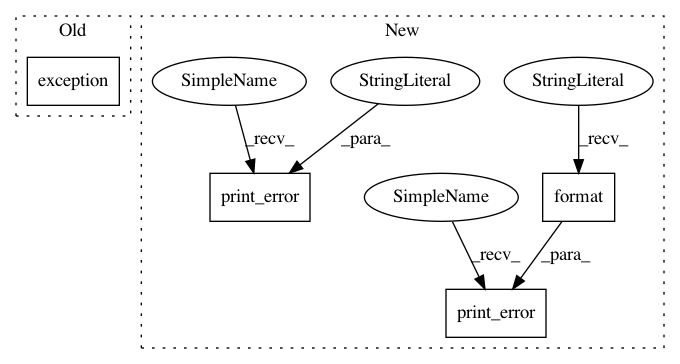 Old
New
exception
SimpleName
StringLiteral
StringLiteral
_recv_
_para_
_recv_
print_error
SimpleName
format
_recv_
_para_
print_error